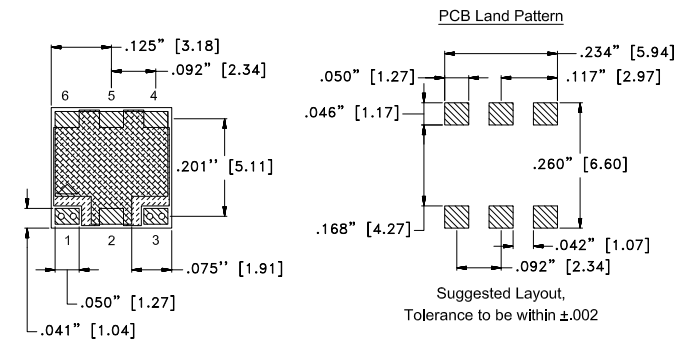 PCB Land Pattern
.125” [3.18]
.092” [2.34]
6 5 4
.201'' [5.11]
1 2 3
.075'' [1.91]
.050” [1.27]
.041” [1.04]
.234” [5.94]
.050” [1.27]
.117” [2.97]
.046” [1.17]
.260” [6.60]
.168” [4.27]
.042” [1.07]
.092” [2.34]
Suggested Layout,
Tolerance to be within ±.002